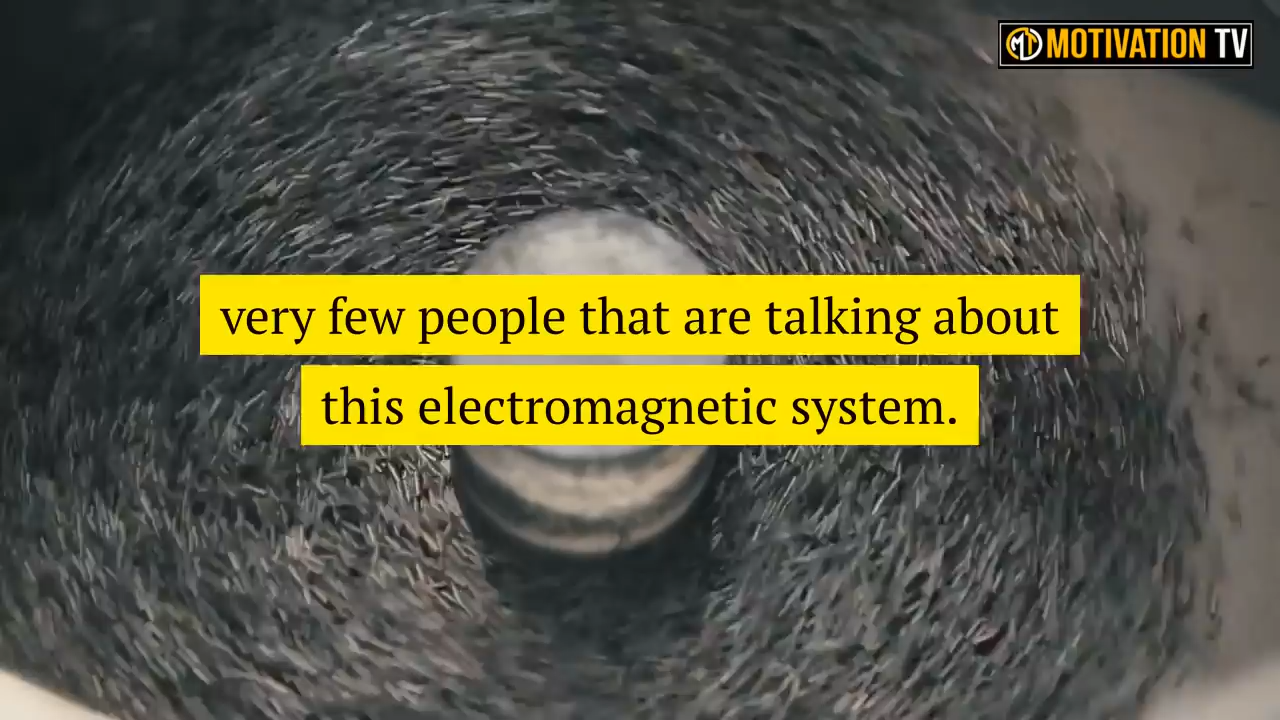 MOTIVATION TV
very few people that are talking about
this electromagnetic system.